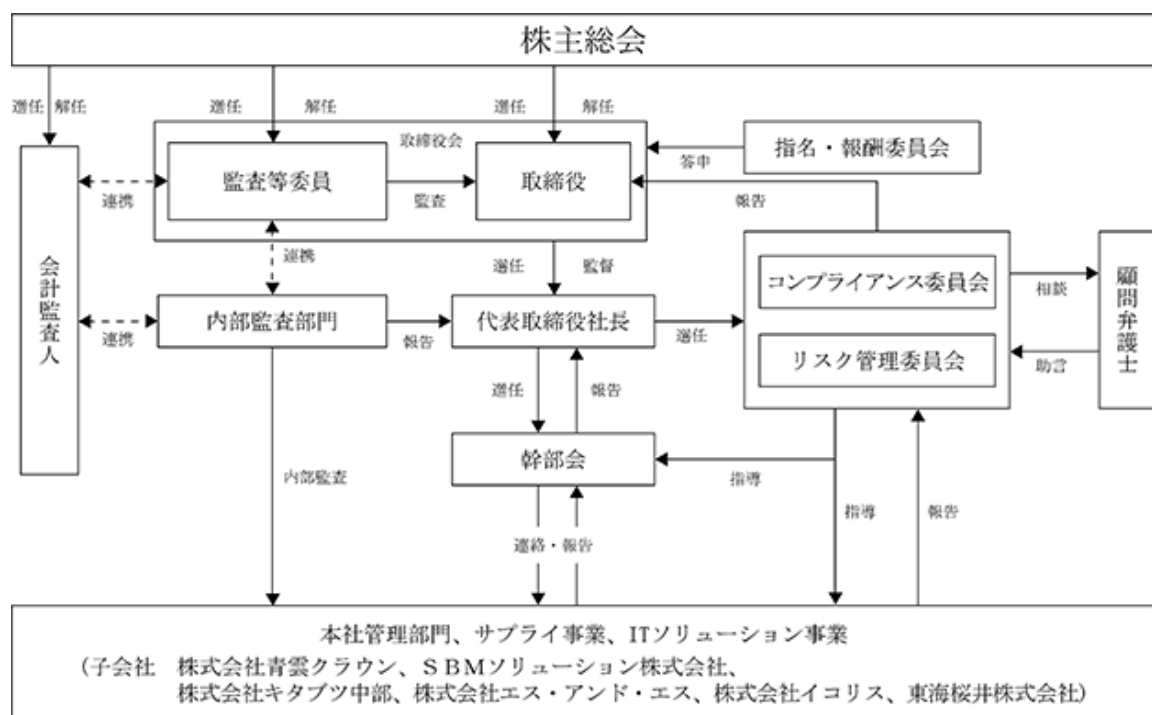 株主総会
選任 解任
選任 解任
選任 解任
取締役会
監査等委員
監査
取締役
答申
指名・報酬委員会
報告
連携
連携
選任 監督
会計監査人
連携
内部監査部門
報告
代表取締役社長
選任
コンプライアンス委員会
リスク管理委員会
相談
助言
顧問弁護士
選任 報告
幹部会
指導
内部監査
連絡・報告
指導
報告
本社管理部門、サプライ事業、ITソリューション事業
(子会社 株式会社青雲クラウン、SBMソリューション株式会社、
株式会社キタブツ中部、株式会社エス・アンド・エス、株式会社イコリス、東海桜井株式会社)